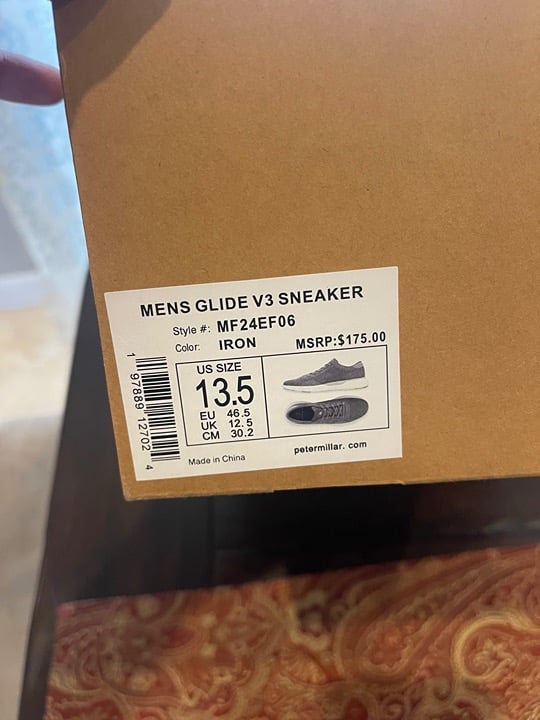 MENS GLIDE V3 SNEAKER
Style #: MF24EF06
Color: IRON
MSRP:$175.00
US SIZE
13.5
EU 46.5
UK 12.5
CM 30.2
1 97889 12702 4
Made in China
petermillar.com